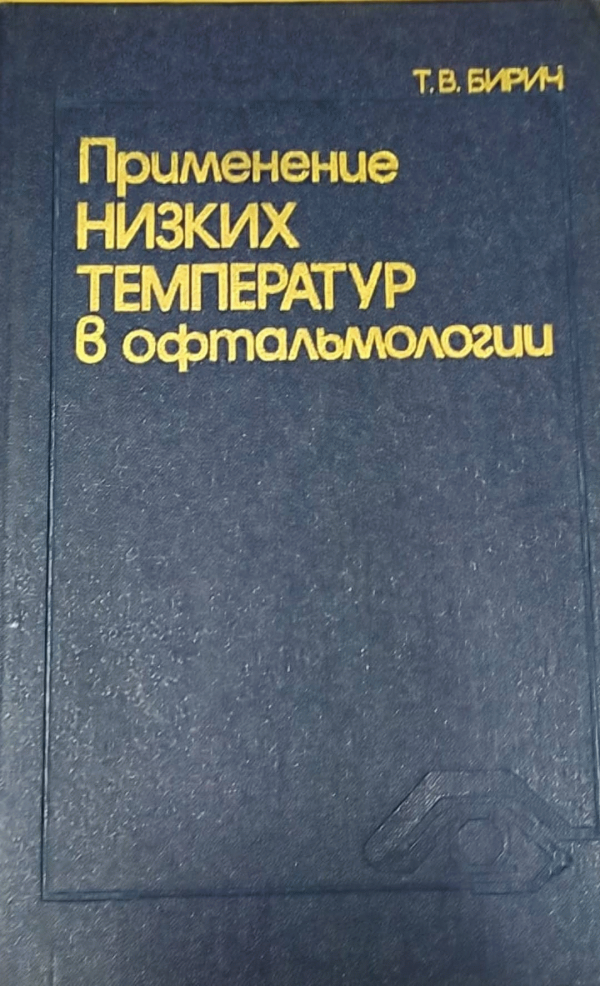 Т. В. БИРИЧ
Применение
НИЗКИХ
ТЕМПЕРАТУР
в офтальмологии